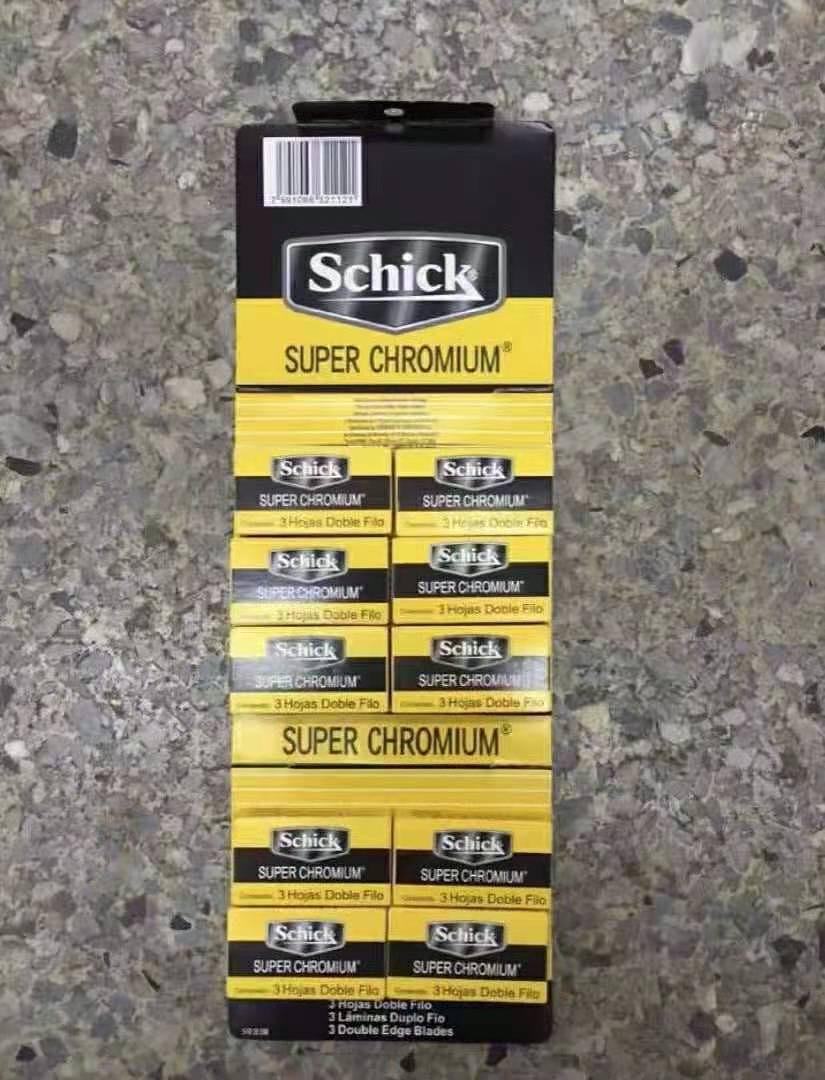 Schick®
SUPER CHROMIUM®
Schick
SUPER CHROMIUM
3 Hojas Doble Filo
Schick
SUPER CHROMIUM
3 Hojas Doble Filo
Schick
SUPER CHROMIUM
3 Hojas Doble Filo
Schick
SUPER CHROMIUM
3 Hojas Doble Filo
Schick
SUPER CHROMIUM
3 Hojas Doble Filo
Schick
SUPER CHROMIUM
3 Hojas Doble Filo
SUPER CHROMIUM®
Schick
SUPER CHROMIUM
3 Hojas Doble Filo
Schick
SUPER CHROMIUM
3 Hojas Doble Filo
Schick
SUPER CHROMIUM
3 Hojas Doble Filo
Schick
SUPER CHROMIUM
3 Hojas Doble Filo
3 Hojas Doble Filo
3 Lâminas Duplo Fio
3 Double Edge Blades